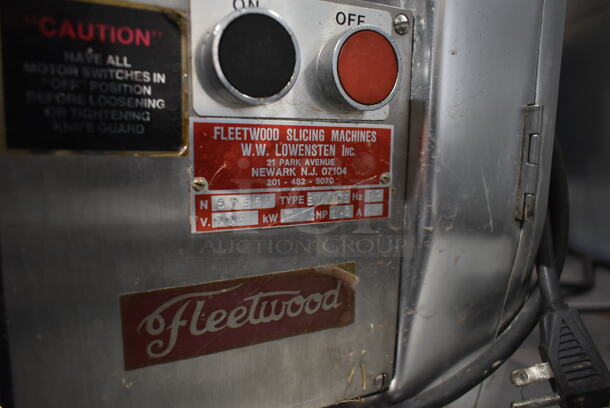 ON OFF
"CAUTION"
HAVE ALL
MOTOR SWITCHES IN
"OFF" POSITION
BEFORE LOOSENING
OR TIGHTENING
KNIFE GUARD
FLEETWOOD SLICING MACHINES
W.W. LOWENSTEN INC.
21 PARK AVENUE
NEWARK N.J. 07104
201 - 482 - 5070
N TYPE Hz
V. kW HP A
AUCTION GROUP
Fleetwood